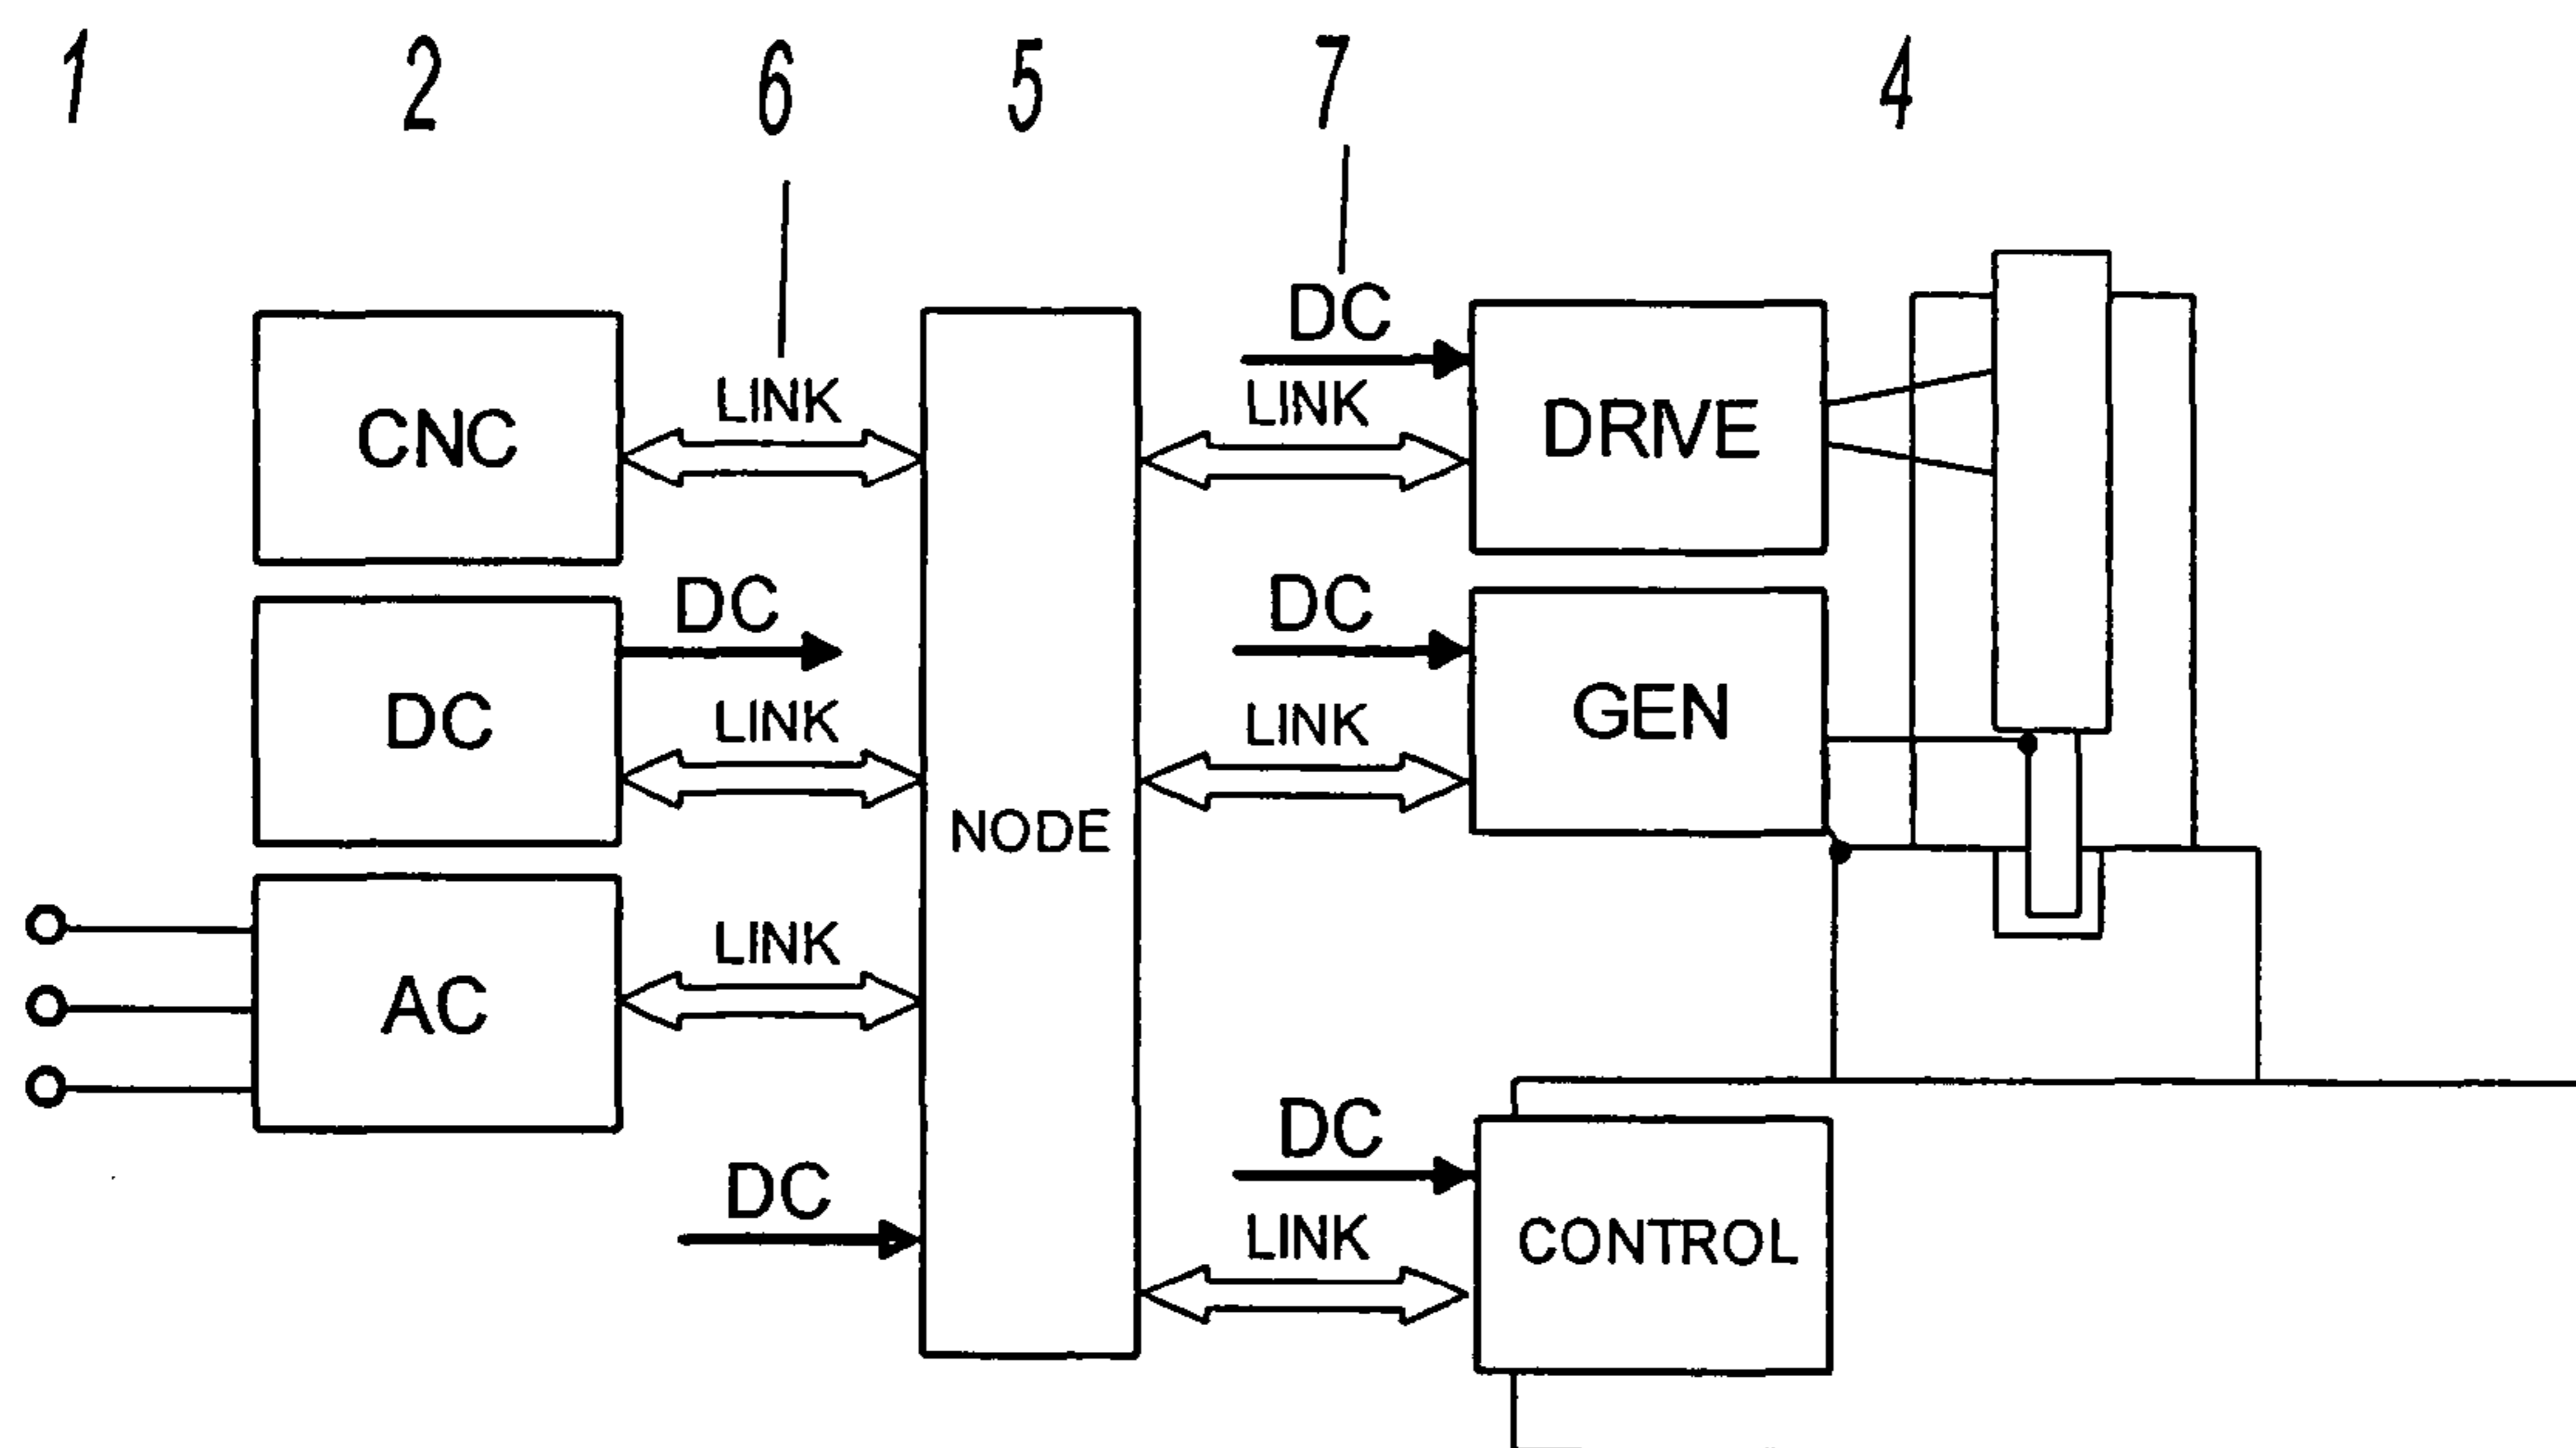 1 2 6 5 7 4
DC
CNC LINK LINK DRIVE
DC DC
DC LINK LINK GEN
NODE
LINK
AC
DC DC
LINK CONTROL